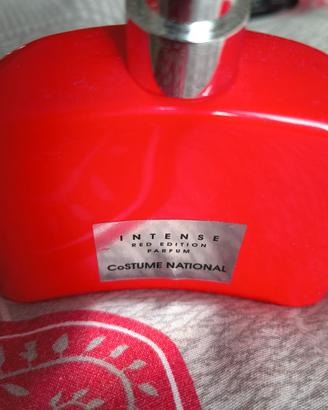 INTENSE
RED EDITION
PARFUM
CoSTUME NATIONAL